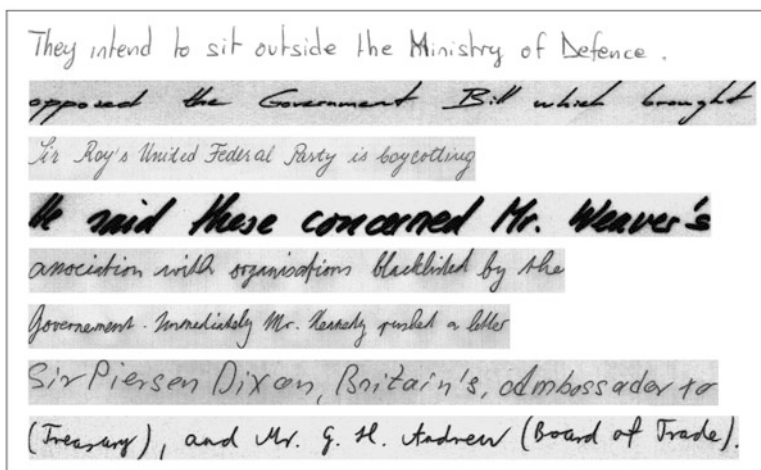 They intend to sit outside the Ministry of Defence .
opposed the Government Bill which brought
Sir Roy's United Federal Party is boycotting
He said these concerned Mr. Weaver's
association with organisations blacklisted by the
Governement . Immediately Mr. Kennedy rushed a letter
Sir Piersen Dixon, Britain's, Ambassador to
(Treasury), and Mr. G. H. Andrew (Board of Trade).